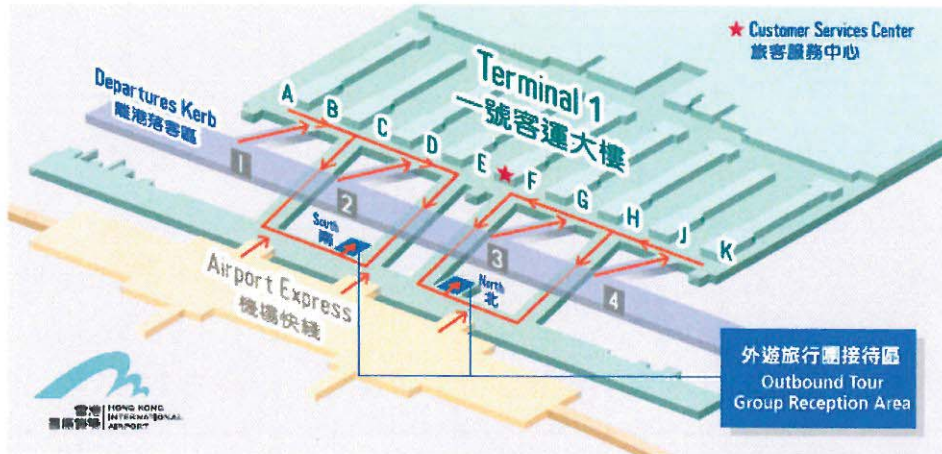 ★ Customer Services Center
旅客服務中心
Terminal 1
一號客運大樓
Departures Kerb
離港落客區
A
B
C
D
E
F
G
H
J
K
1
2
3
4
South
南
North
北
Airport Express
機場快綫
外遊旅行團接待區
Outbound Tour
Group Reception Area
香港
國際機場
HONG KONG
INTERNATIONAL
AIRPORT